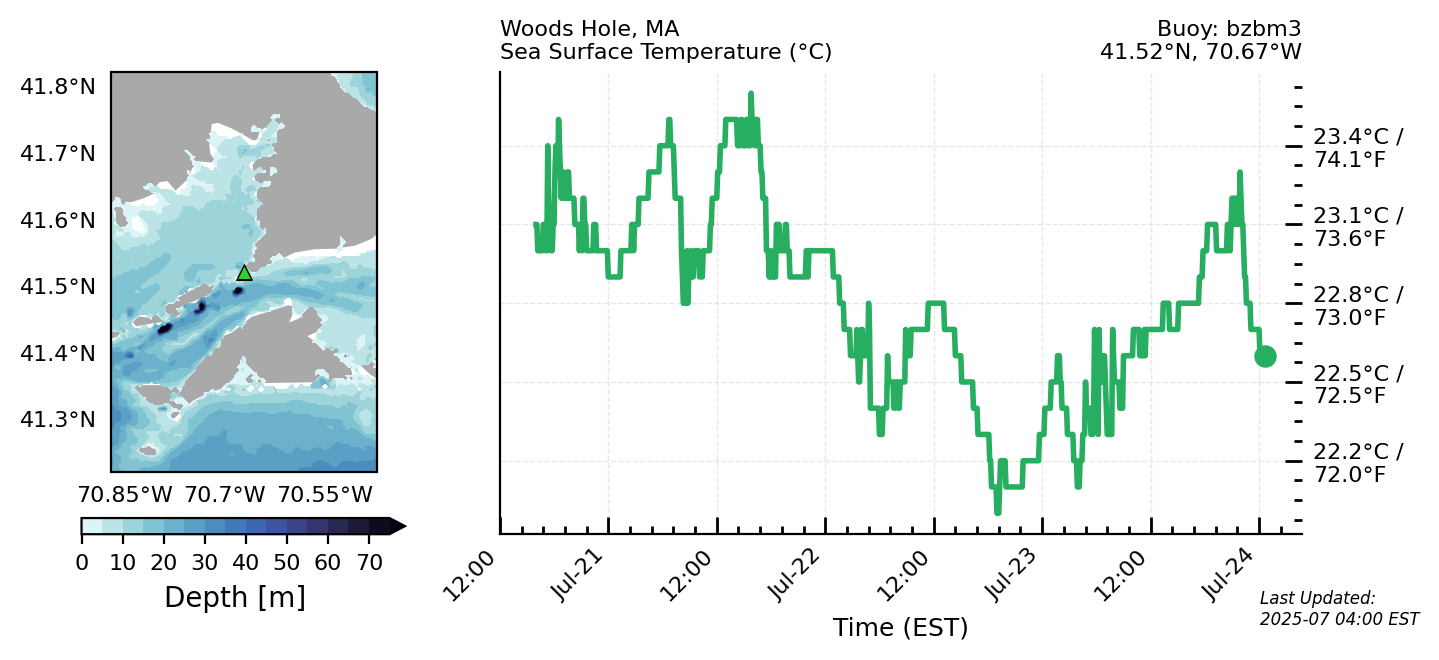 Woods Hole, MA
Sea Surface Temperature (°C)
Buoy: bzbm3
41.52°N, 70.67°W
41.8°N
41.7°N
41.6°N
41.5°N
41.4°N
41.3°N
70.85°W 70.7°W 70.55°W
0 10 20 30 40 50 60 70
Depth [m]
23.4°C /
74.1°F
23.1°C /
73.6°F
22.8°C /
73.0°F
22.5°C /
72.5°F
22.2°C /
72.0°F
12:00 Jul-21 12:00 Jul-22 12:00 Jul-23 12:00 Jul-24
Time (EST)
Last Updated:
2025-07 04:00 EST